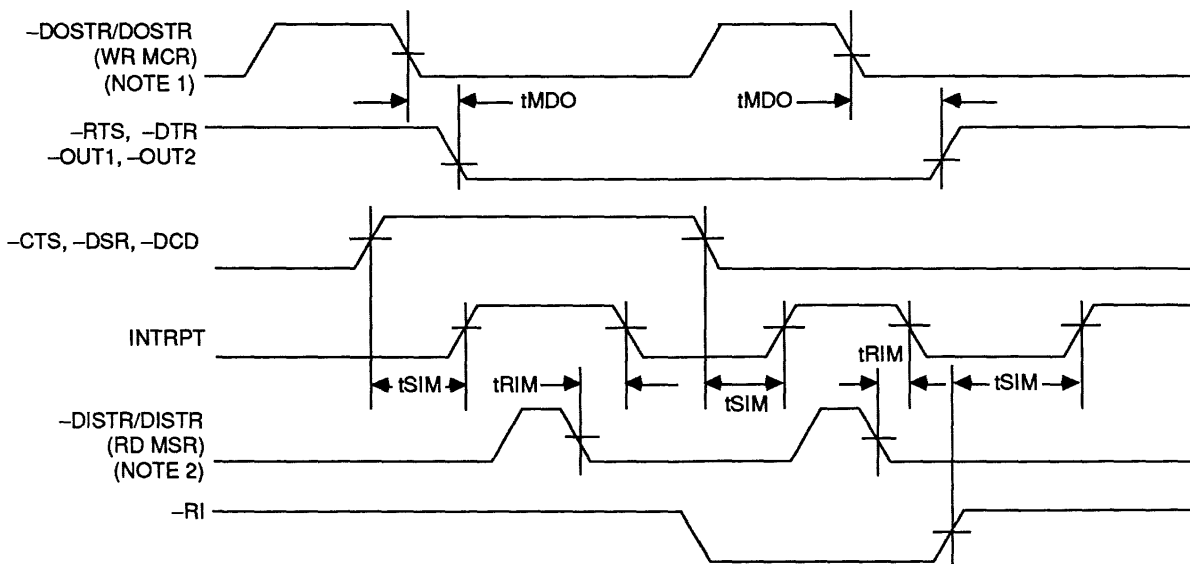 –DOSTR/DOSTR
(WR MCR)
(NOTE 1)
tMDO
tMDO
–RTS, –DTR
–OUT1, –OUT2
–CTS, –DSR, –DCD
INTRPT
tRIM
tSIM
tRIM
tSIM
tSIM
–DISTR/DISTR
(RD MSR)
(NOTE 2)
–RI